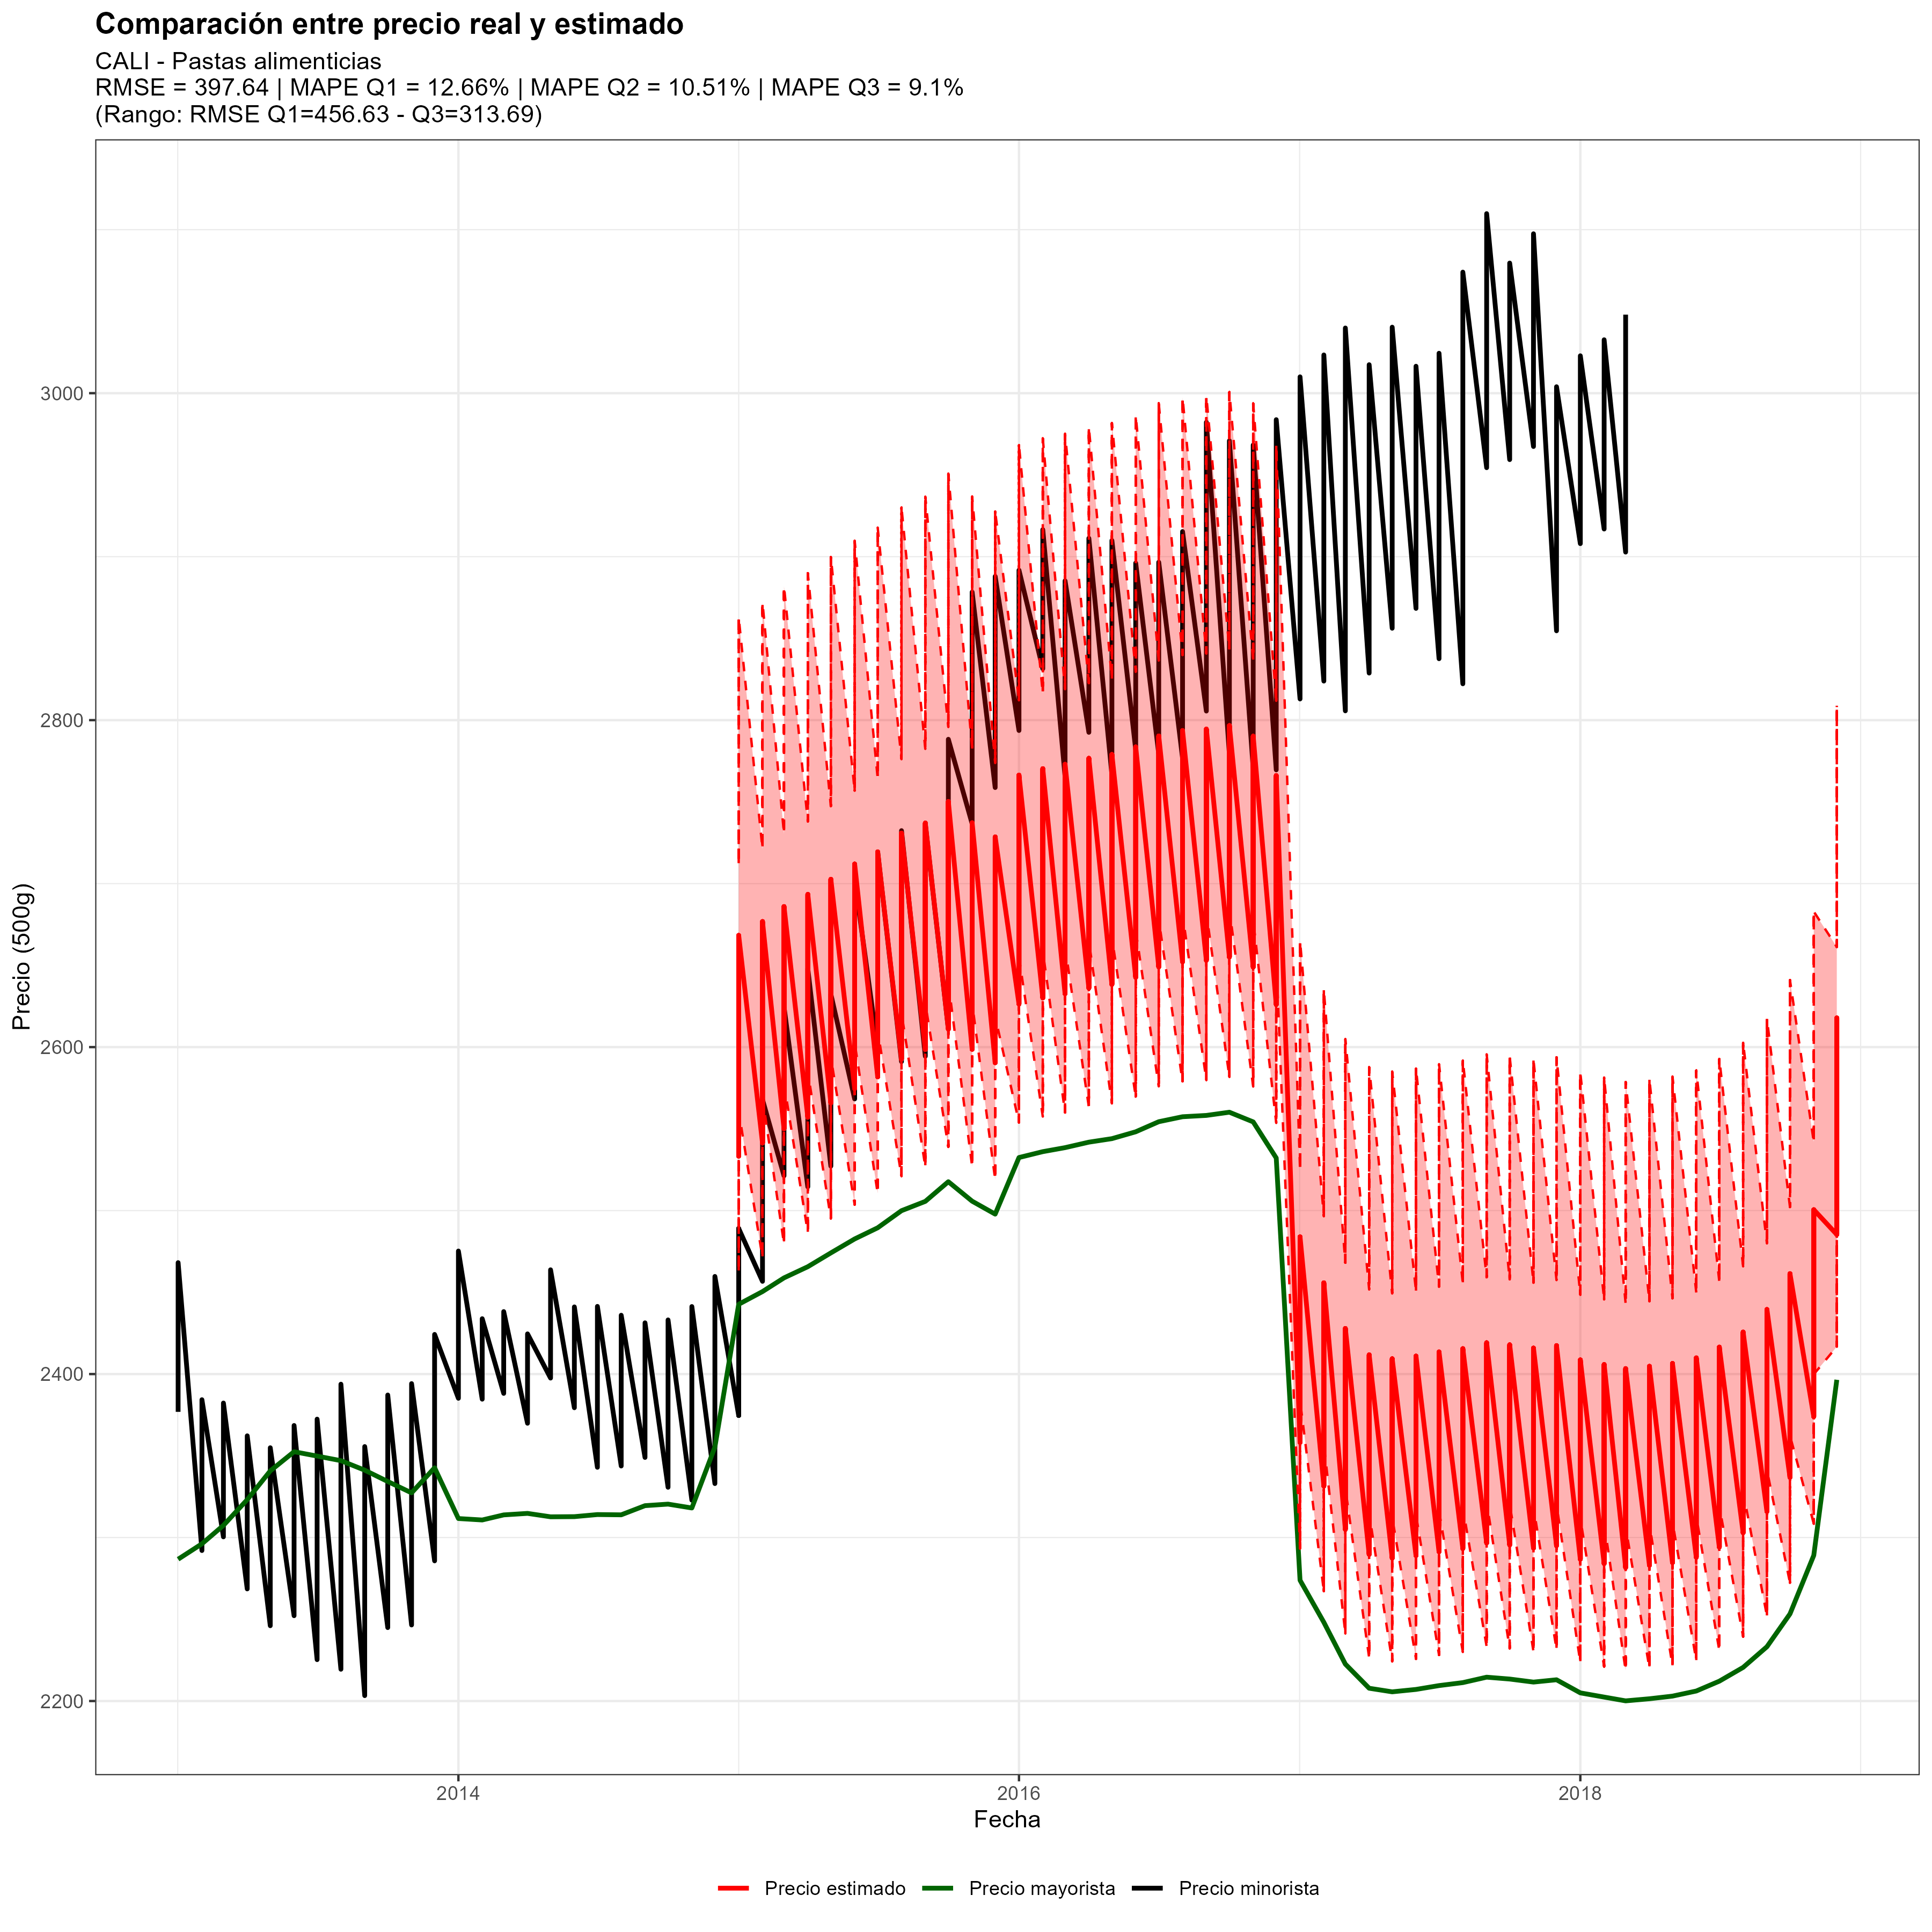 Comparación entre precio real y estimado
CALI - Pastas alimenticias
RMSE = 397.64 | MAPE Q1 = 12.66% | MAPE Q2 = 10.51% | MAPE Q3 = 9.1%
(Rango: RMSE Q1=456.63 - Q3=313.69)
Precio (500g)
3000
2800
2600
2400
2200
2014
2016
2018
Fecha
Precio estimado
Precio mayorista
Precio minorista